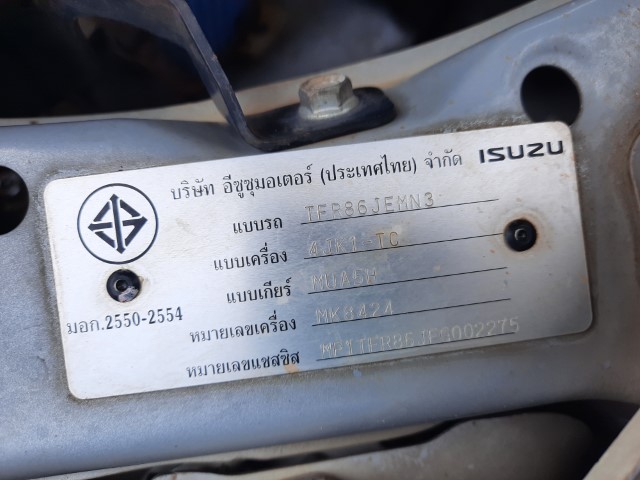 บริษัท อีซูซุมอเตอร์ (ประเทศไทย) จำกัด ISUZU
แบบรถ TFR86JEMN3
แบบเครื่อง 4JK1 TC
แบบเกียร์ MUA5H
หมายเลขเครื่อง MK8424
หมายเลขแชสซิส
มอก.2550-2554